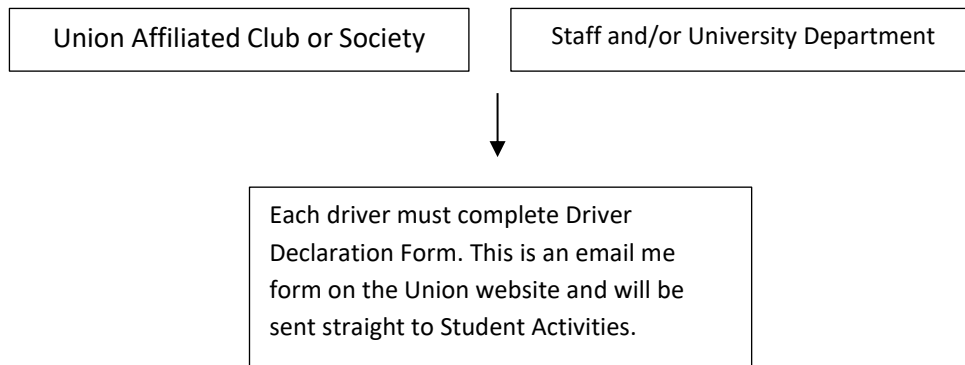 Union Affiliated Club or Society
Staff and/or University Department
Each driver must complete Driver
Declaration Form. This is an email me
form on the Union website and will be
sent straight to Student Activities.